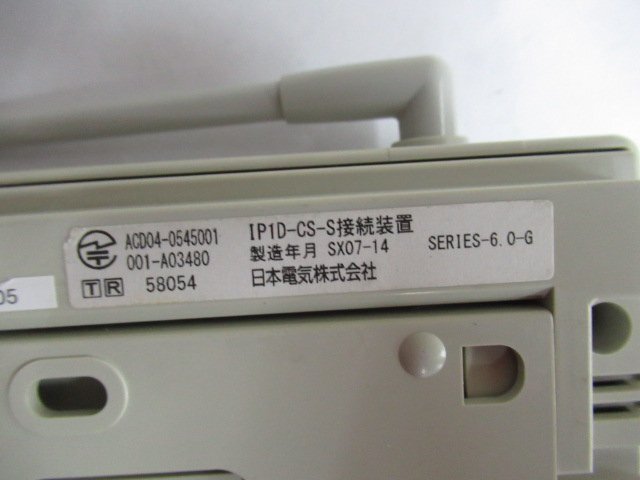 ACD04-0545001
001-A03480
T R 58054
IP1D-CS-S接続装置
製造年月 SX07-14
日本電気株式会社
SERIES-6.0-G
05